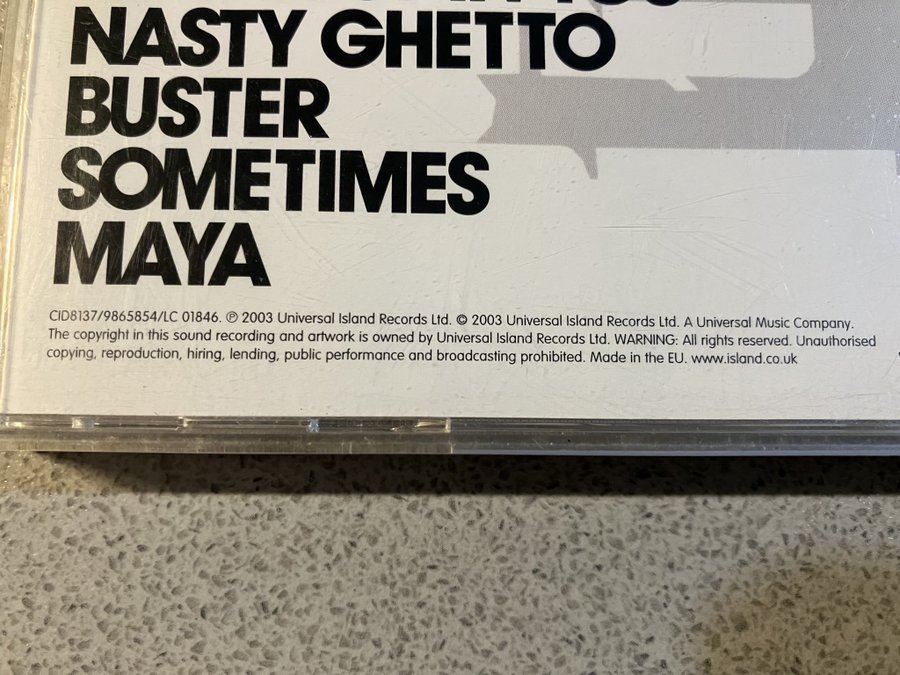 NASTY GHETTO
BUSTER
SOMETIMES
MAYA
CID8137/9865854/LC 01846. ℗ 2003 Universal Island Records Ltd. © 2003 Universal Island Records Ltd. A Universal Music Company.
The copyright in this sound recording and artwork is owned by Universal Island Records Ltd. WARNING: All rights reserved. Unauthorised
copying, reproduction, hiring, lending, public performance and broadcasting prohibited. Made in the EU. www.island.co.uk